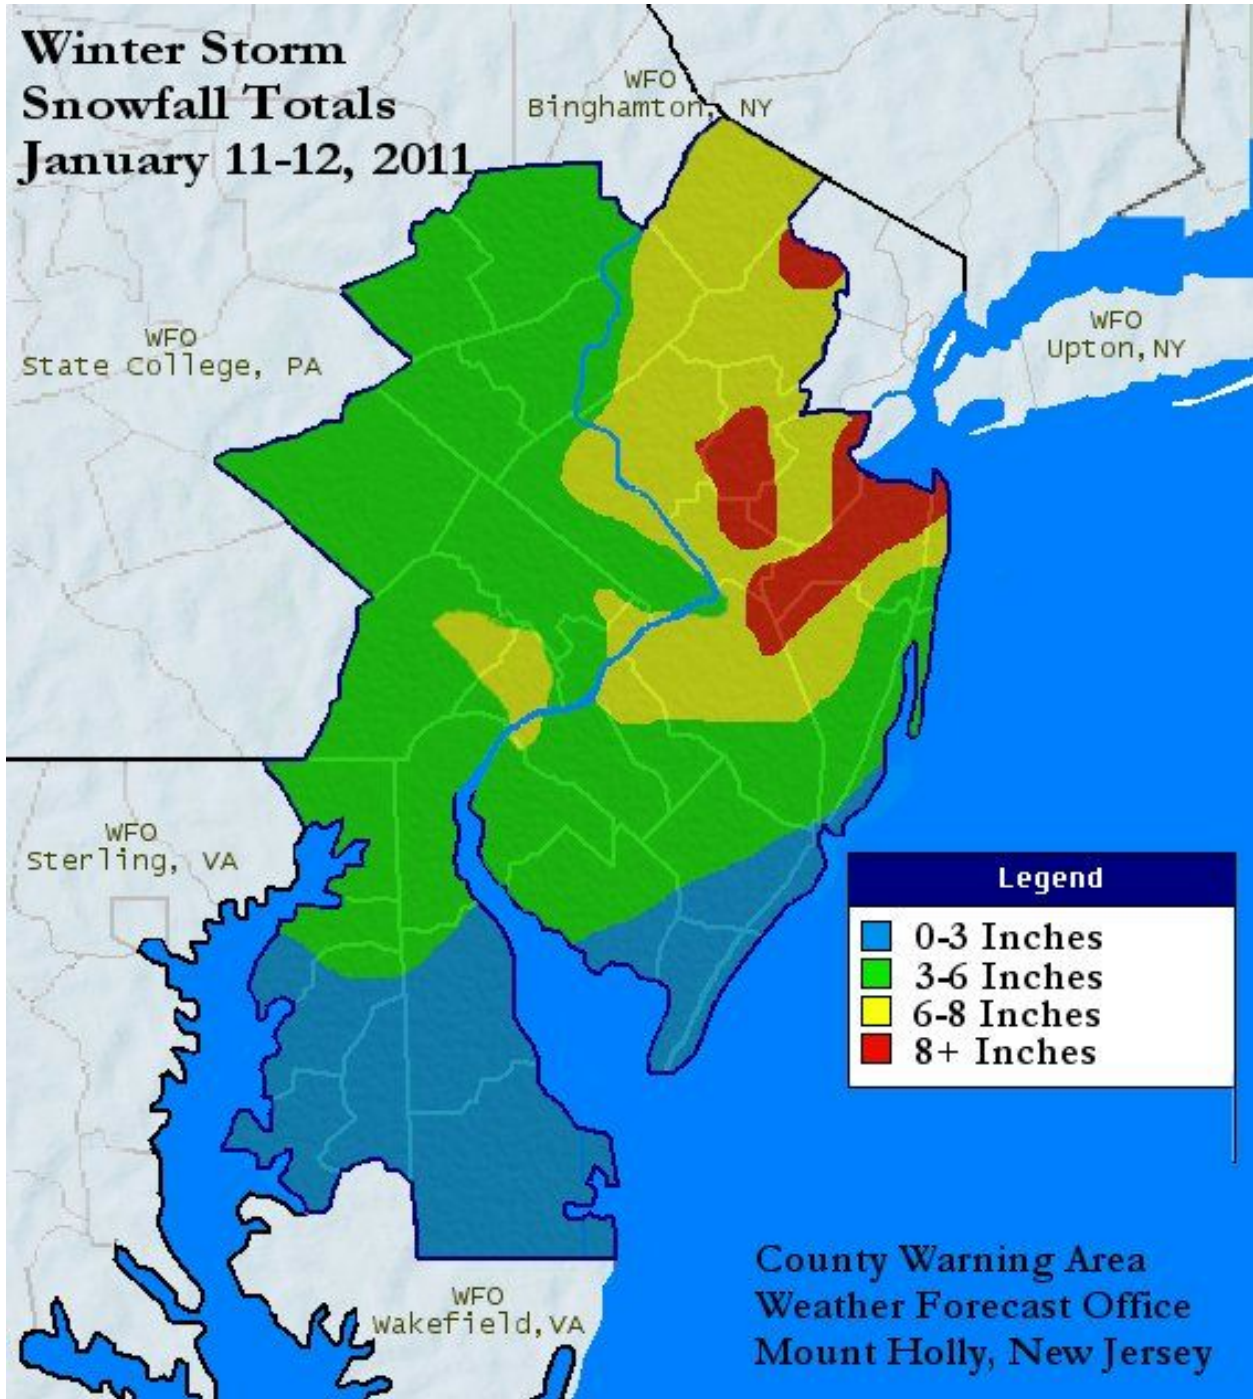 Winter Storm
Snowfall Totals
January 11-12, 2011
WFO
Binghamton, NY
WFO
State College, PA
WFO
Upton,NY
WFO
Sterling, VA
Legend
0-3 Inches
3-6 Inches
6-8 Inches
8+ Inches
WFO
Wakefield,VA
County Warning Area
Weather Forecast Office
Mount Holly, New Jersey